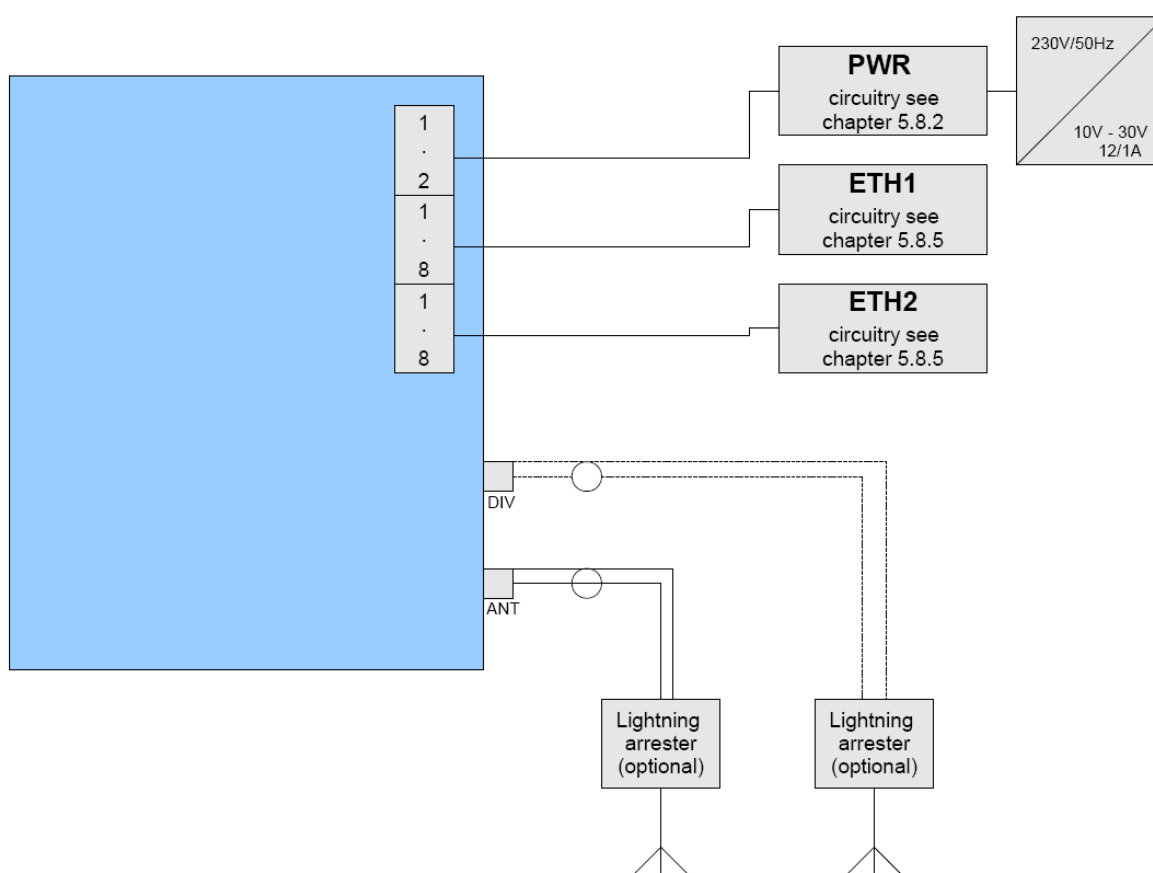 230V/50Hz
10V - 30V
12/1A
PWR
circuitry see
chapter 5.8.2
1
.
2
ETH1
circuitry see
chapter 5.8.5
1
.
8
ETH2
circuitry see
chapter 5.8.5
1
.
8
DIV
ANT
Lightning
arrester
(optional)
Lightning
arrester
(optional)